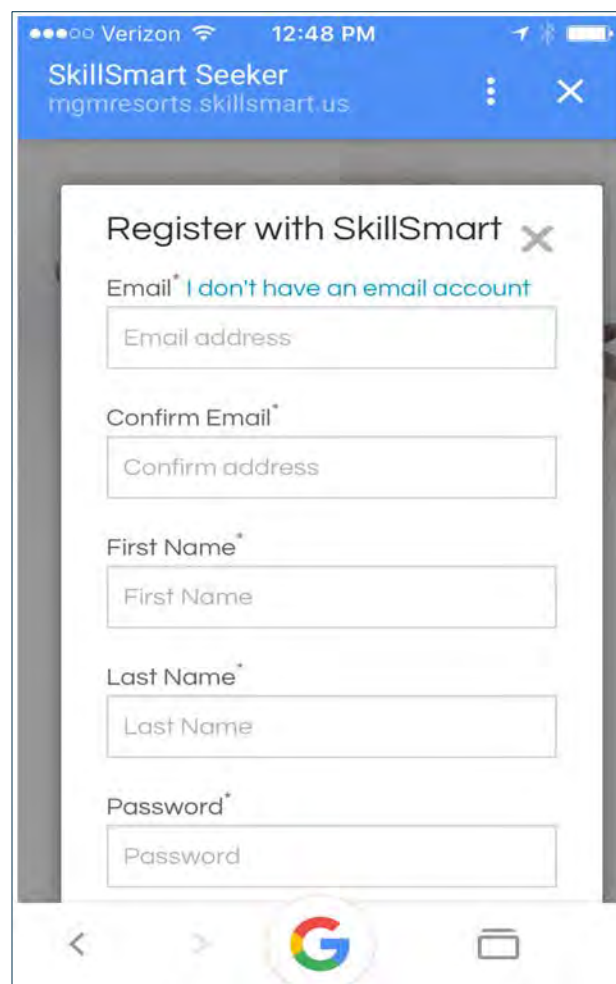 Verizon 12:48 PM
SkillSmart Seeker
mgmresorts.skillsmart.us
Register with SkillSmart
Email* I don't have an email account
Email address
Confirm Email*
Confirm address
First Name*
First Name
Last Name*
Last Name
Password*
Password